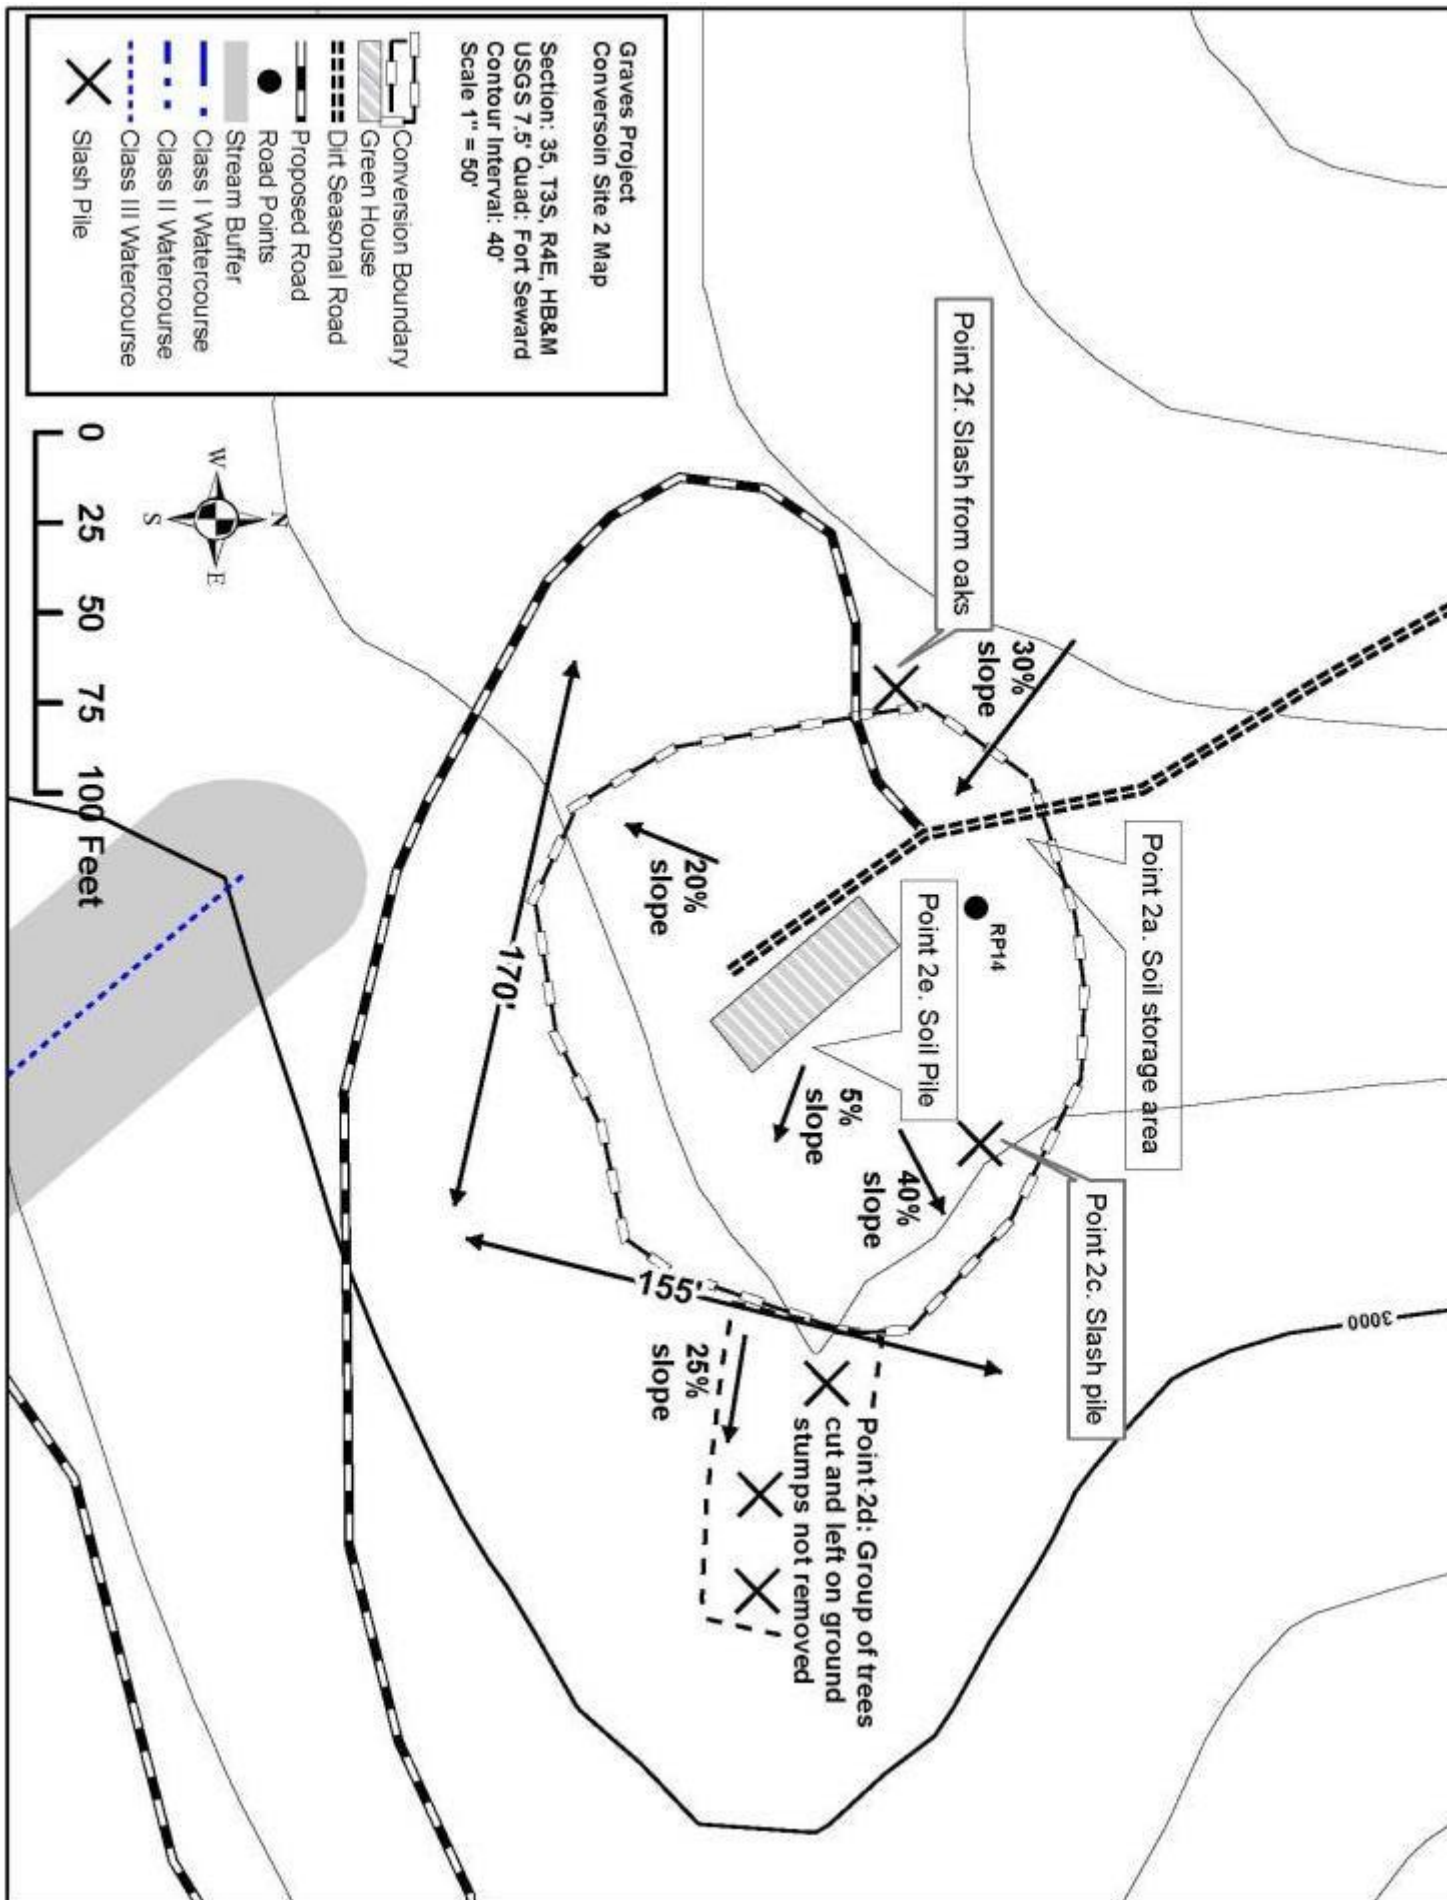 Graves Project
Conversoin Site 2 Map
Section: 35, T3S, R4E, HB&M
USGS 7.5' Quad: Fort Seward
Contour Interval: 40'
Scale 1" = 50'
Conversion Boundary
Green House
Dirt Seasonal Road
Proposed Road
Road Points
Stream Buffer
Class I Watercourse
Class II Watercourse
Class III Watercourse
Slash Pile
0 25 50 75 100 Feet
N
W
E
S
Point 2f. Slash from oaks
30%
slope
Point 2a. Soil storage area
RP14
Point 2e. Soil Pile
20%
slope
5%
slope
40%
slope
Point 2c. Slash pile
170'
155'
25%
slope
Point 2d: Group of trees
cut and left on ground
stumps not removed
3000